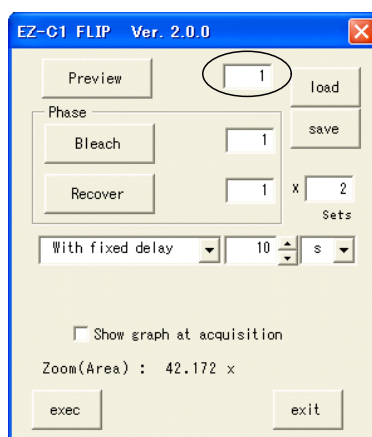 EZ-C1 FLIP Ver. 2.0.0
Preview 1 load
Phase
Bleach 1 save
Recover 1 x 2
Sets
With fixed delay 10 s
Show graph at acquisition
Zoom(Area) : 42.172 x
exec exit